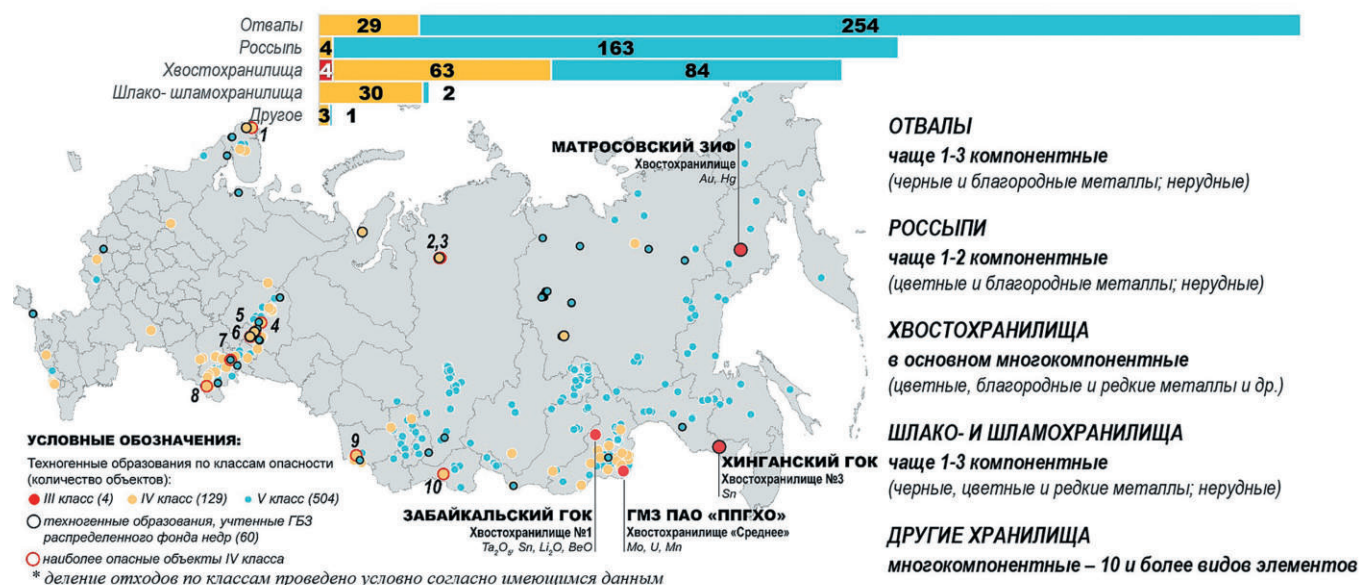 Отвалы 29 254
Россыпь 4 163
Хвостохранилища 4 63 84
Шлако- шламохранилища 30 2
Другое 3 1
1
МАТРОСОВСКИЙ ЗИФ
Хвостохранилище
Au, Hg
2,3
5
6
4
7
8
9
10
УСЛОВНЫЕ ОБОЗНАЧЕНИЯ:
Техногенные образования по классам опасности
(количество объектов):
III класс (4) IV класс (129) V класс (504)
техногенные образования, учтенные ГБЗ
распределенного фонда недр (60)
наиболее опасные объекты IV класса
* деление отходов по классам проведено условно согласно имеющимся данным
ЗАБАЙКАЛЬСКИЙ ГОК
Хвостохранилище №1
Ta₂O₅, Sn, Li₂O, BeO
ГМЗ ПАО «ППГХО»
Хвостохранилище «Среднее»
Mo, U, Mn
ХИНГАНСКИЙ ГОК
Хвостохранилище №3
Sn
ОТВАЛЫ
чаще 1-3 компонентные
(черные и благородные металлы; нерудные)
РОССЫПИ
чаще 1-2 компонентные
(цветные и благородные металлы; нерудные)
ХВОСТОХРАНИЛИЩА
в основном многокомпонентные
(цветные, благородные и редкие металлы и др.)
ШЛАКО- И ШЛАМОХРАНИЛИЩА
чаще 1-3 компонентные
(черные, цветные и редкие металлы; нерудные)
ДРУГИЕ ХРАНИЛИЩА
многокомпонентные – 10 и более видов элементов